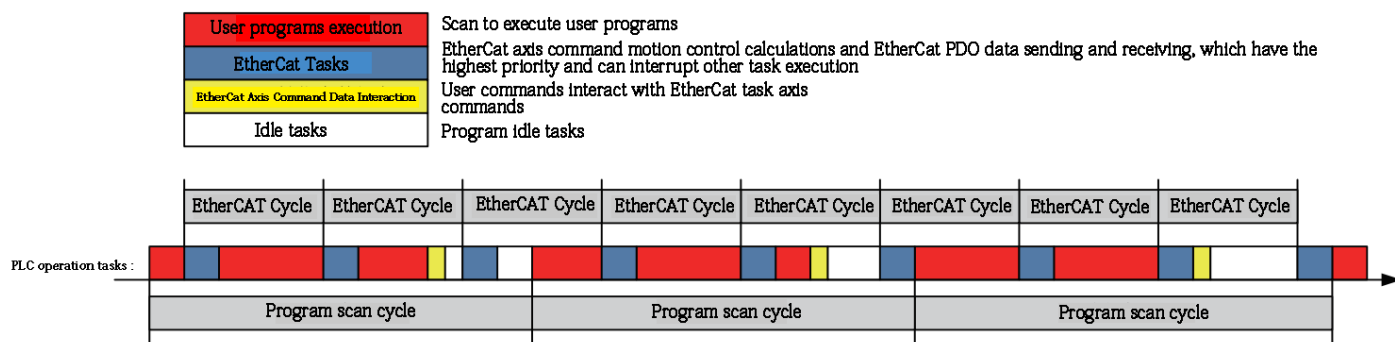 User programs execution
Scan to execute user programs
EtherCat Tasks
EtherCat axis command motion control calculations and EtherCat PDO data sending and receiving, which have the
highest priority and can interrupt other task execution
EtherCat Axis Command Data Interaction
User commands interact with EtherCat task axis
commands
Idle tasks
Program idle tasks
EtherCAT Cycle
EtherCAT Cycle
EtherCAT Cycle
EtherCAT Cycle
EtherCAT Cycle
EtherCAT Cycle
EtherCAT Cycle
EtherCAT Cycle
PLC operation tasks :
Program scan cycle
Program scan cycle
Program scan cycle